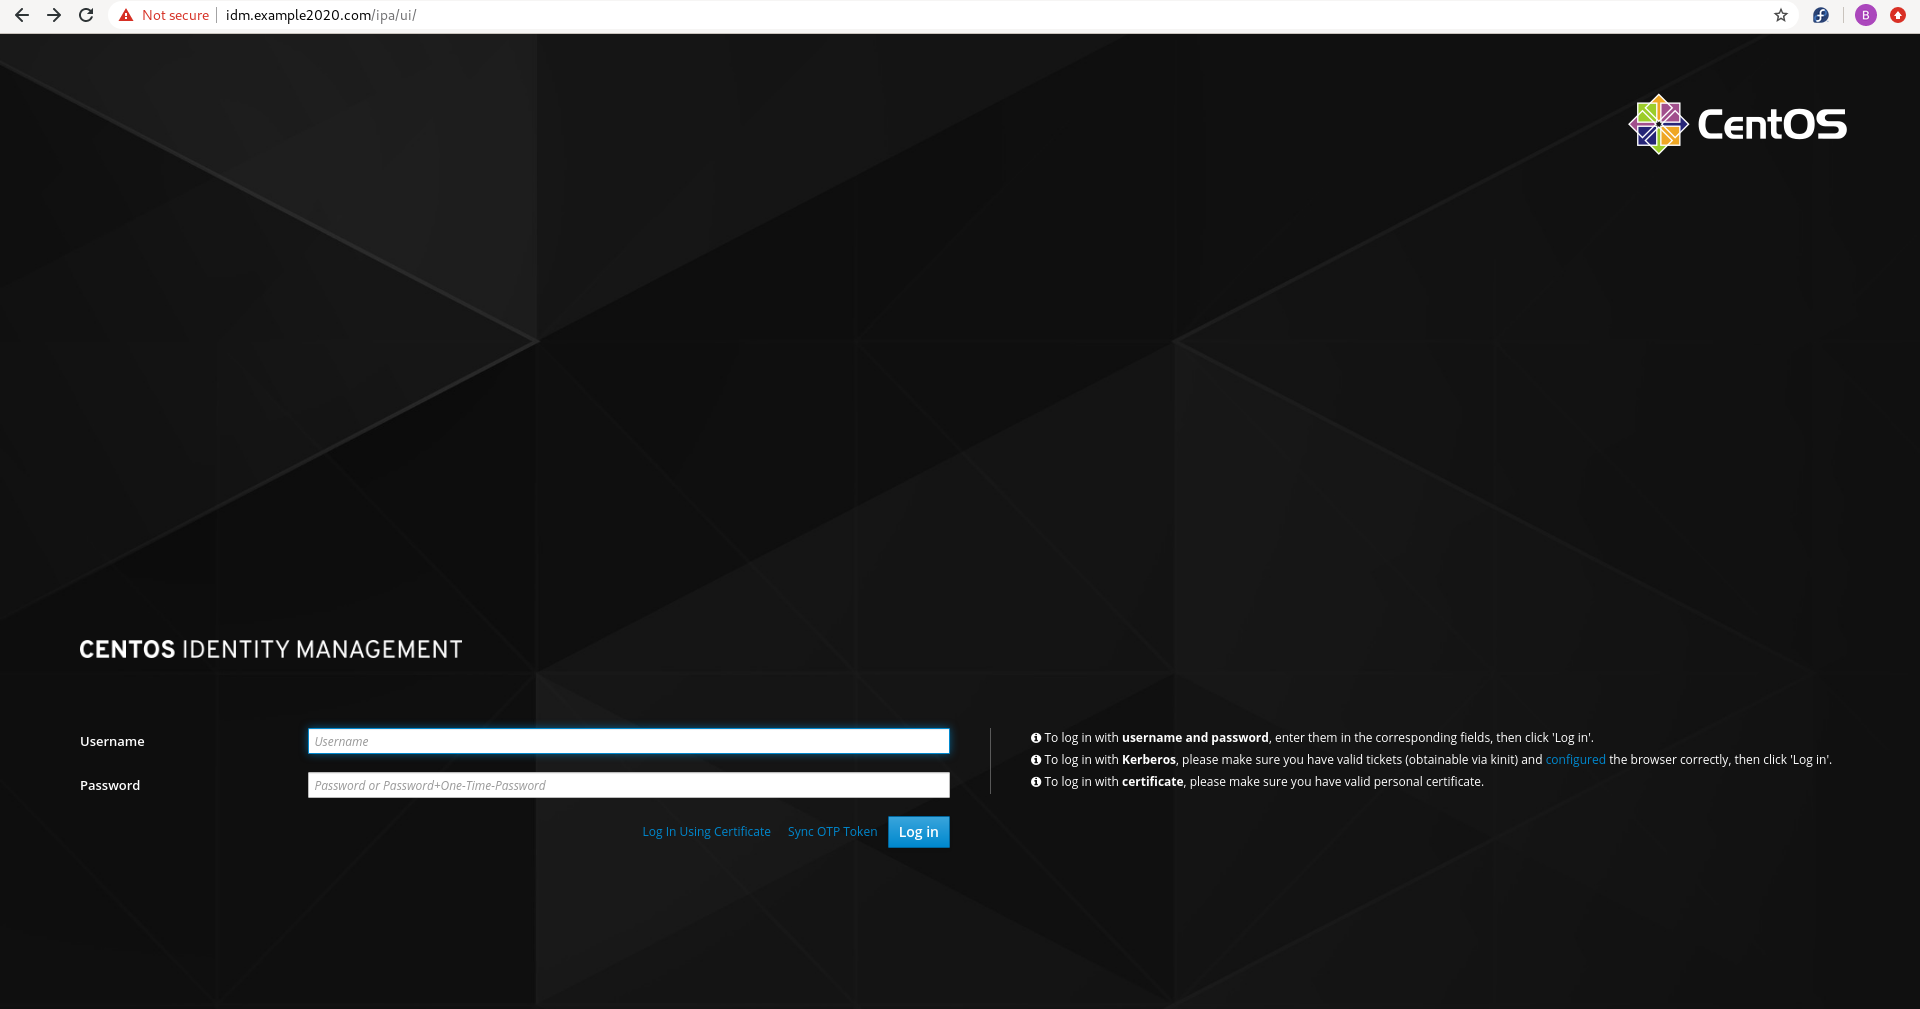 Not secure idm.example2020.com/ipa/ui/
B
CentOS
CENTOS IDENTITY MANAGEMENT
Username
Username
Password
Password or Password+One-Time-Password
Log In Using Certificate Sync OTP Token Log in
To log in with username and password, enter them in the corresponding fields, then click 'Log in'.
To log in with Kerberos, please make sure you have valid tickets (obtainable via kinit) and configured the browser correctly, then click 'Log in'.
To log in with certificate, please make sure you have valid personal certificate.